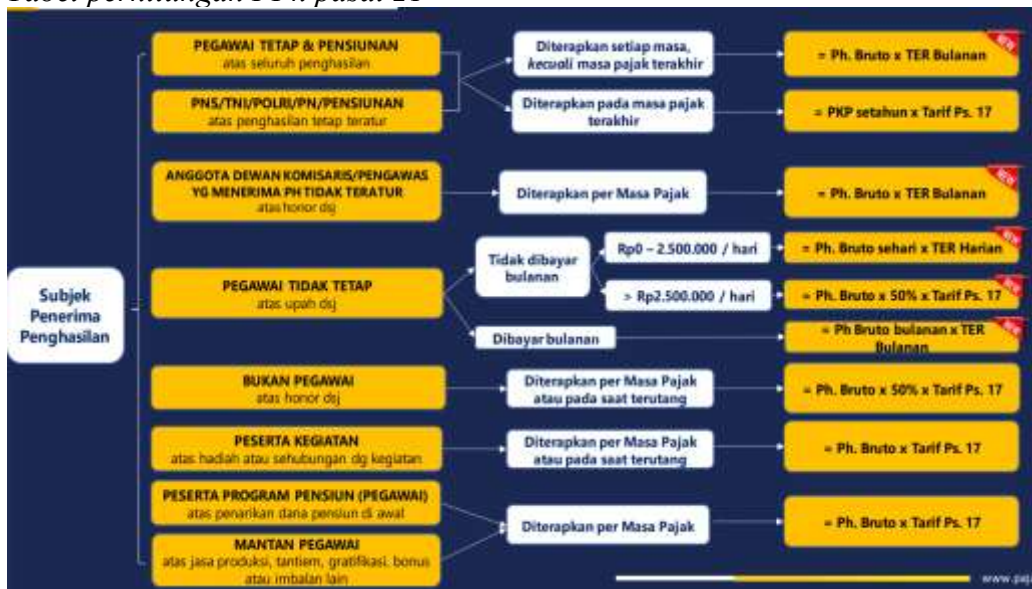 Tabel perhitungan PPh pasal 21
PEGAWAI TETAP & PENSIUNAN
atas seluruh penghasilan
PNS/TNI/POLRI/PN/PENSIUNAN
atas penghasilan tetap teratur
Diterapkan setiap masa,
kecuali masa pajak terakhir
= Ph. Bruto x TER Bulanan
NEW
Diterapkan pada masa pajak
terakhir
= PKP setahun x Tarif Ps. 17
ANGGOTA DEWAN KOMISARIS/PENGAWAS
YG MENERIMA PH TIDAK TERATUR
atas honor dsj
Diterapkan per Masa Pajak
= Ph. Bruto x TER Bulanan
NEW
Subjek
Penerima
Penghasilan
PEGAWAI TIDAK TETAP
atas upah dsj
Tidak dibayar
bulanan
Rp0 – 2.500.000 / hari
= Ph. Bruto sehari x TER Harian
NEW
> Rp2.500.000 / hari
= Ph. Bruto x 50% x Tarif Ps. 17
NEW
Dibayar bulanan
= Ph Bruto bulanan x TER
Bulanan
NEW
BUKAN PEGAWAI
atas honor dsj
Diterapkan per Masa Pajak
atau pada saat terutang
= Ph. Bruto x 50% x Tarif Ps. 17
PESERTA KEGIATAN
atas hadiah atau sehubungan dg kegiatan
Diterapkan per Masa Pajak
atau pada saat terutang
= Ph. Bruto x Tarif Ps. 17
PESERTA PROGRAM PENSIUN (PEGAWAI)
atas penarikan dana pensiun di awal
MANTAN PEGAWAI
atas jasa produksi, tantiem, gratifikasi, bonus
atau imbalan lain
Diterapkan per Masa Pajak
= Ph. Bruto x Tarif Ps. 17